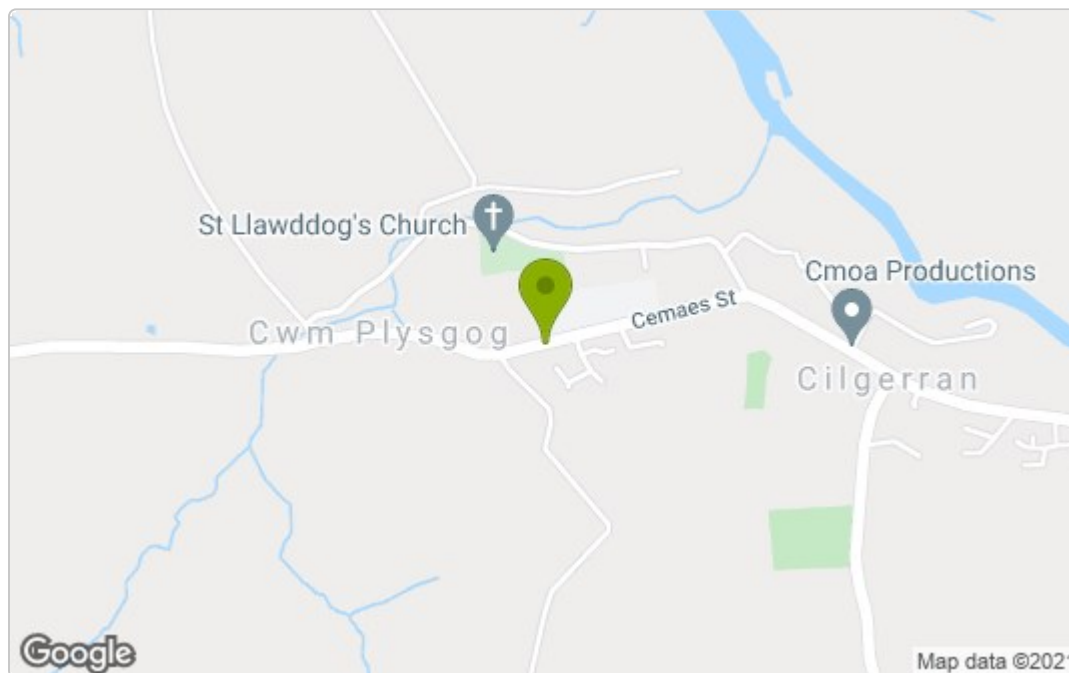 St Llawddog's Church
Cmoa Productions
Cemaes St
Cwm Plysgog
Cilgerran
Google
Map data ©2021